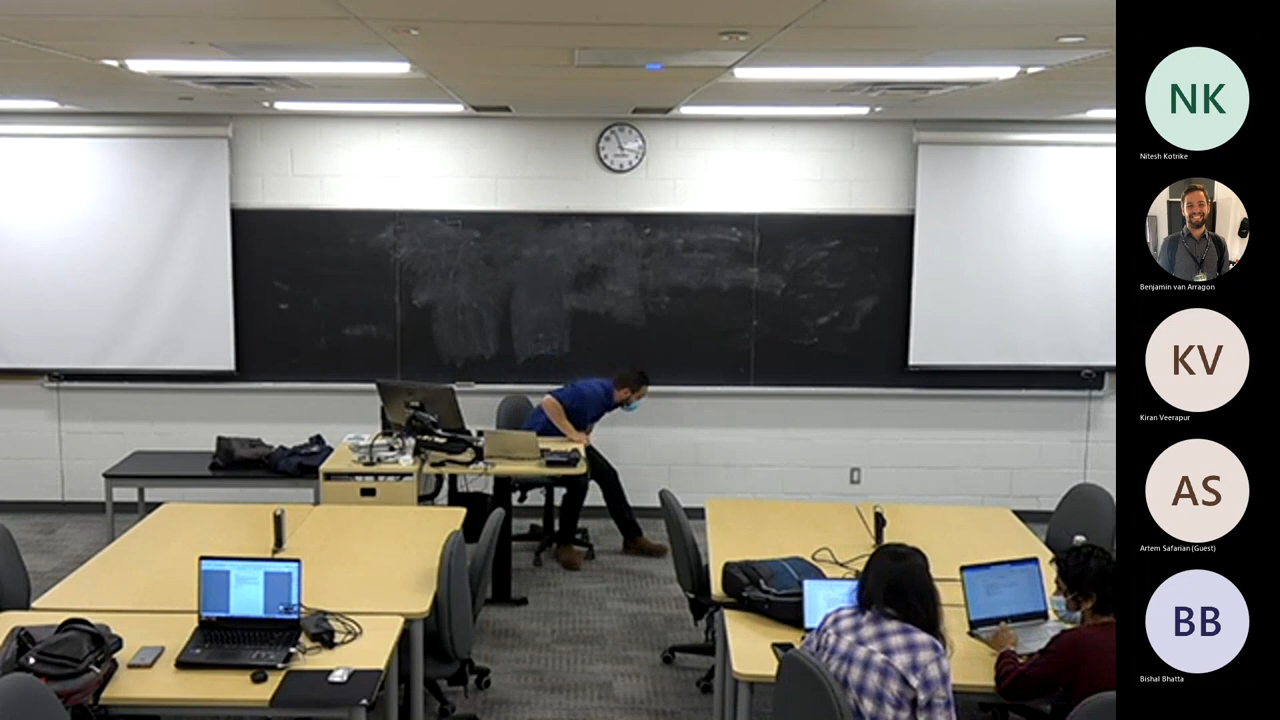 NK
Nitesh Kotrike
Benjamin van Arragon
KV
Kiran Veerapur
AS
Artem Safarian (Guest)
BB
Bishal Bhatta